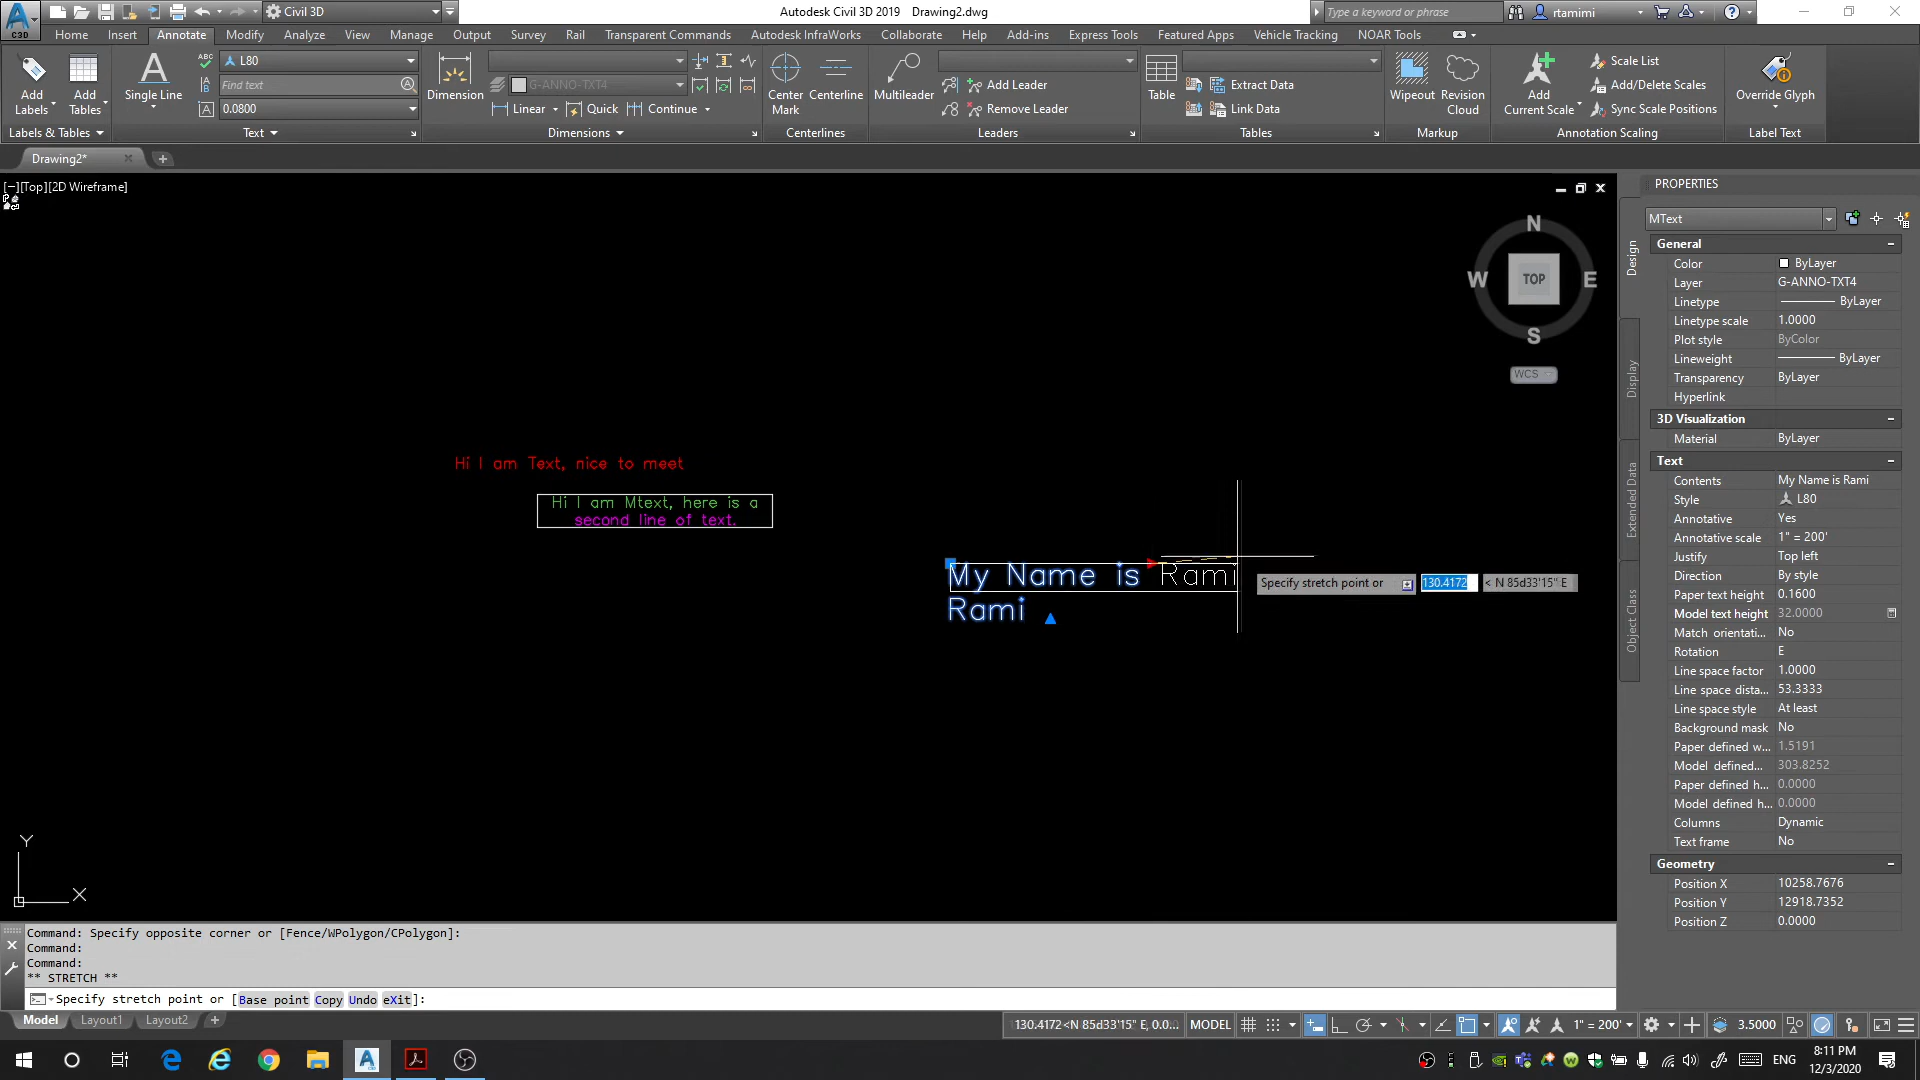 Autodesk Civil 3D 2019 Drawing2.dwg
Civil 3D
Type a keyword or phrase
rtamimi
C3D
Home Insert Annotate Modify Analyze View Manage Output Survey Rail Transparent Commands Autodesk InfraWorks Collaborate Help Add-ins Express Tools Featured Apps Vehicle Tracking NOAR Tools
Add Labels
Add Tables
Labels & Tables
Single Line
ABC
L80
Find text
0.0800
Text
Dimension
G-ANNO-TXT4
Linear Quick Continue
Dimensions
Center Mark
Centerline
Centerlines
Multileader
Add Leader
Remove Leader
Leaders
Table
Extract Data
Link Data
Tables
Wipeout
Revision Cloud
Markup
Add Current Scale
Scale List
Add/Delete Scales
Sync Scale Positions
Annotation Scaling
Override Glyph
Label Text
Drawing2*
[−][Top][2D Wireframe]
N
W TOP E
S
WCS
Hi I am Text, nice to meet
Hi I am Mtext, here is a
second line of text.
My Name is Rami
Rami
Specify stretch point or 130.4172 < N 85d33'15" E
Y
X
PROPERTIES
MText
Design
Display
Extended Data
Object Class
General
Color ByLayer
Layer G-ANNO-TXT4
Linetype ByLayer
Linetype scale 1.0000
Plot style ByColor
Lineweight ByLayer
Transparency ByLayer
Hyperlink
3D Visualization
Material ByLayer
Text
Contents My Name is Rami
Style L80
Annotative Yes
Annotative scale 1" = 200'
Justify Top left
Direction By style
Paper text height 0.1600
Model text height 32.0000
Match orientati... No
Rotation E
Line space factor 1.0000
Line space dista... 53.3333
Line space style At least
Background mask No
Paper defined w... 1.5191
Model defined... 303.8252
Paper defined h... 0.0000
Model defined h... 0.0000
Columns Dynamic
Text frame No
Geometry
Position X 10258.7676
Position Y 12918.7352
Position Z 0.0000
Command: Specify opposite corner or [Fence/WPolygon/CPolygon]:
Command:
Command:
** STRETCH **
Specify stretch point or [Base point Copy Undo eXit]:
Model Layout1 Layout2
130.4172<N 85d33'15" E, 0.0... MODEL 1" = 200' 3.5000
ENG
8:11 PM
12/3/2020